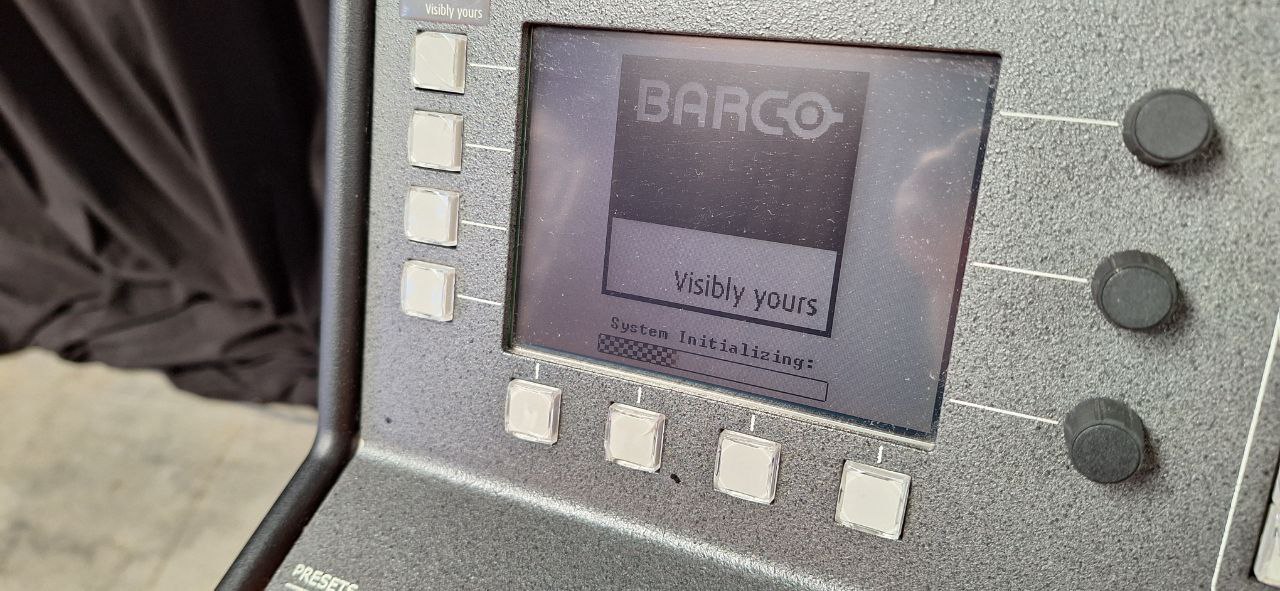 Visibly yours
BARCO
Visibly yours
System Initializing:
PRESETS